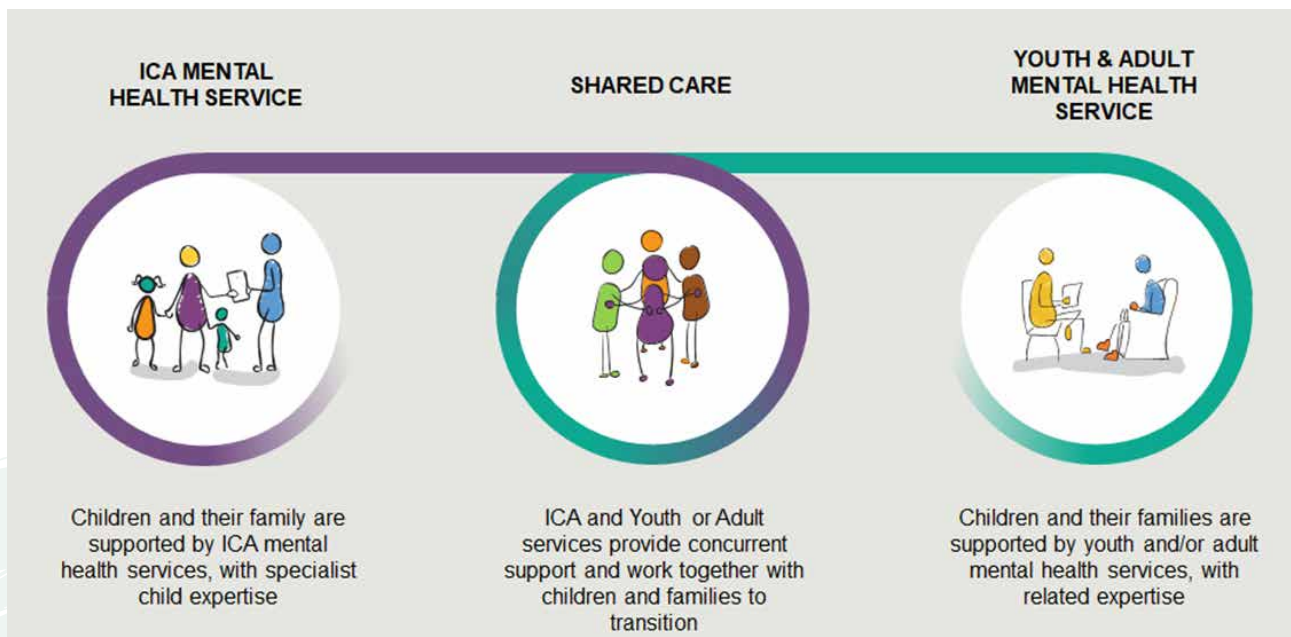 ICA MENTAL
HEALTH SERVICE
SHARED CARE
YOUTH & ADULT
MENTAL HEALTH
SERVICE
Children and their family are
supported by ICA mental
health services, with specialist
child expertise
ICA and Youth or Adult
services provide concurrent
support and work together with
children and families to
transition
Children and their families are
supported by youth and/or adult
mental health services, with
related expertise